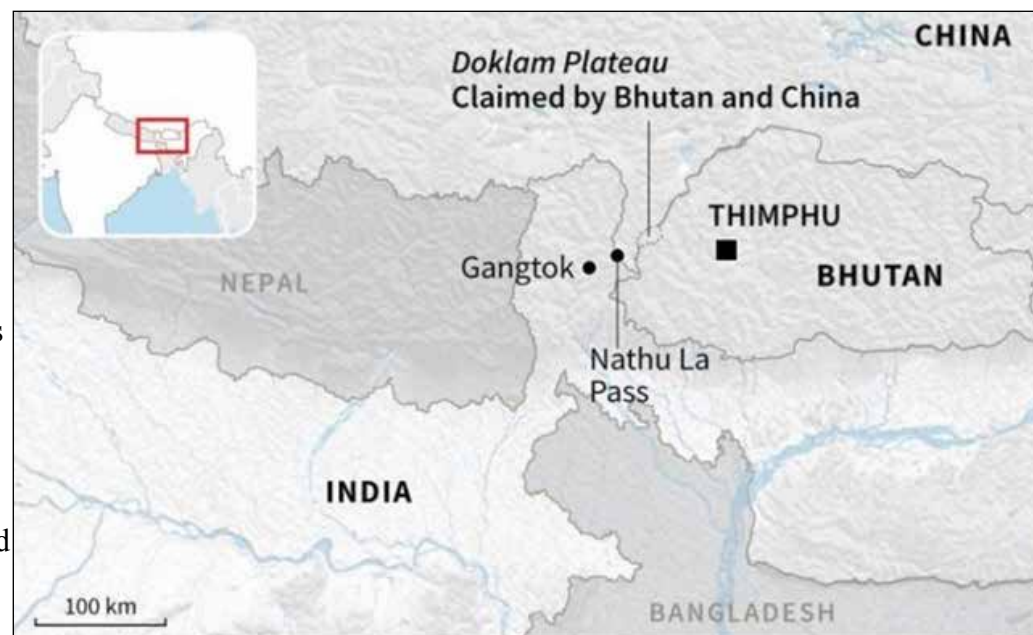 CHINA
Doklam Plateau
Claimed by Bhutan and China
THIMPHU
Gangtok
BHUTAN
NEPAL
Nathu La
Pass
INDIA
100 km
BANGLADESH
s
d